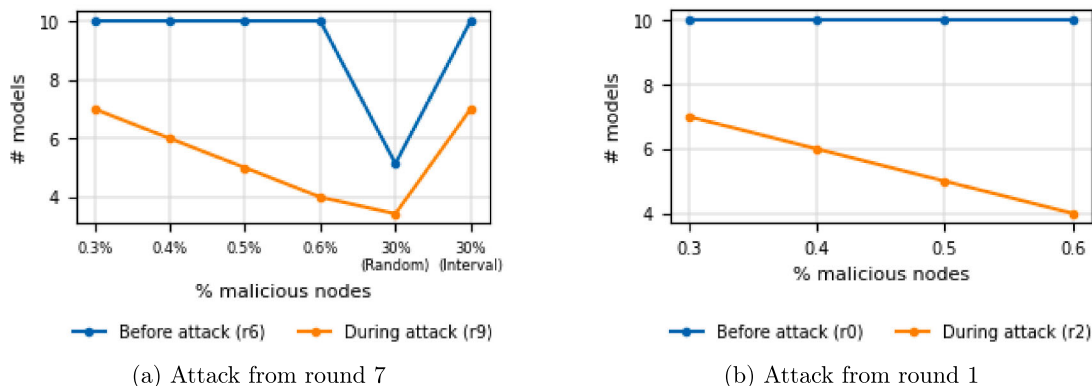 10
8
6
4
# models
0.3%
0.4%
0.5%
0.6%
30%
(Random)
30%
(Interval)
% malicious nodes
Before attack (r6)
During attack (r9)
(a) Attack from round 7
10
8
6
4
# models
0.3
0.4
0.5
0.6
% malicious nodes
Before attack (r0)
During attack (r2)
(b) Attack from round 1